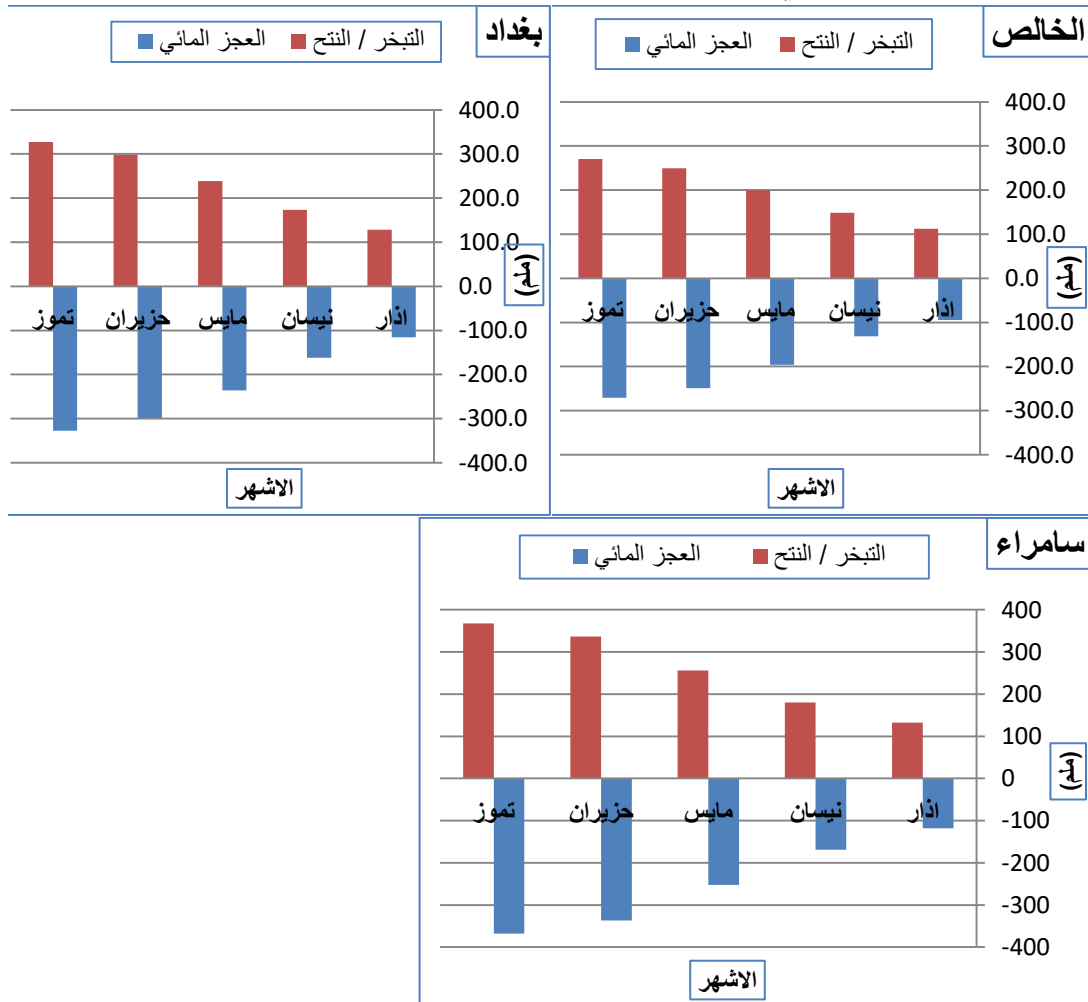 الخالص
التبخر / النتح العجز المائي
400.0
300.0
200.0
100.0
0.0
-100.0
-200.0
-300.0
-400.0
(ملم)
اذار نيسان مايس حزيران تموز
الاشهر
بغداد
التبخر / النتح العجز المائي
400.0
300.0
200.0
100.0
0.0
-100.0
-200.0
-300.0
-400.0
(ملم)
اذار نيسان مايس حزيران تموز
الاشهر
سامراء
التبخر / النتح العجز المائي
400
300
200
100
0
-100
-200
-300
-400
(ملم)
اذار نيسان مايس حزيران تموز
الاشهر